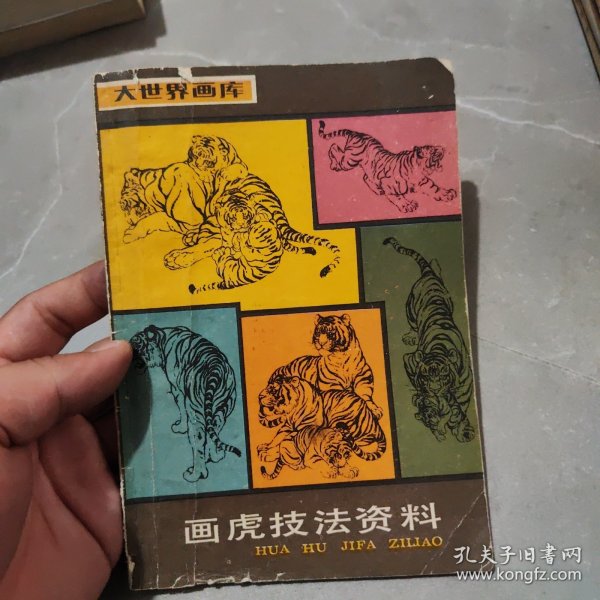 大世界画库
画虎技法资料
HUA HU JIFA ZILIAO
孔夫子旧书网
www.kongfz.com